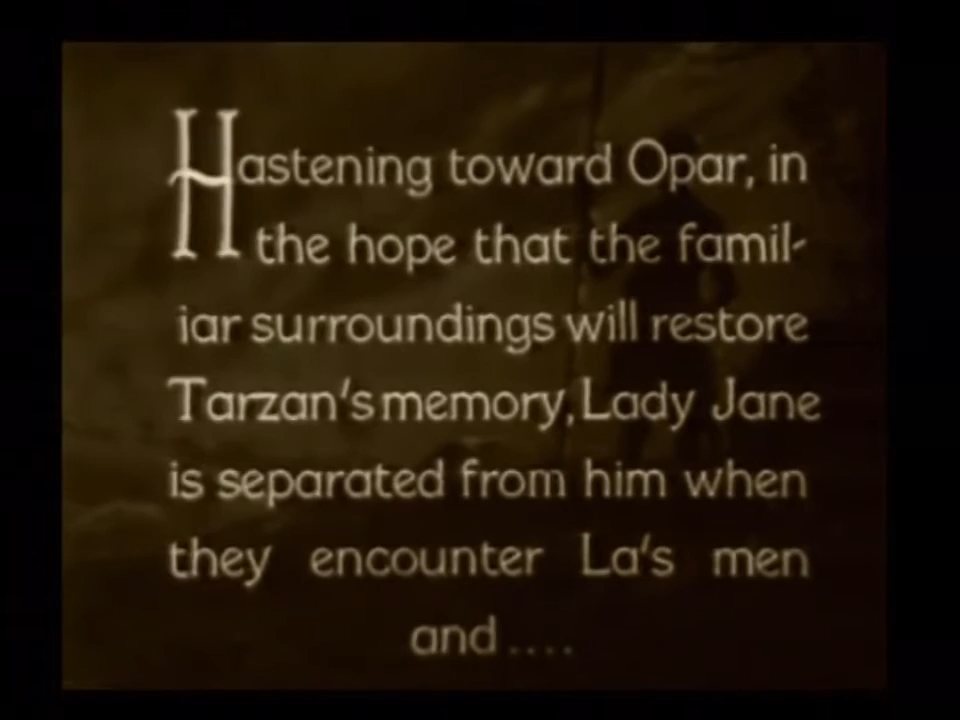 Hastening toward Opar, in
the hope that the famil-
iar surroundings will restore
Tarzan's memory, Lady Jane
is separated from him when
they encounter La's men
and ....